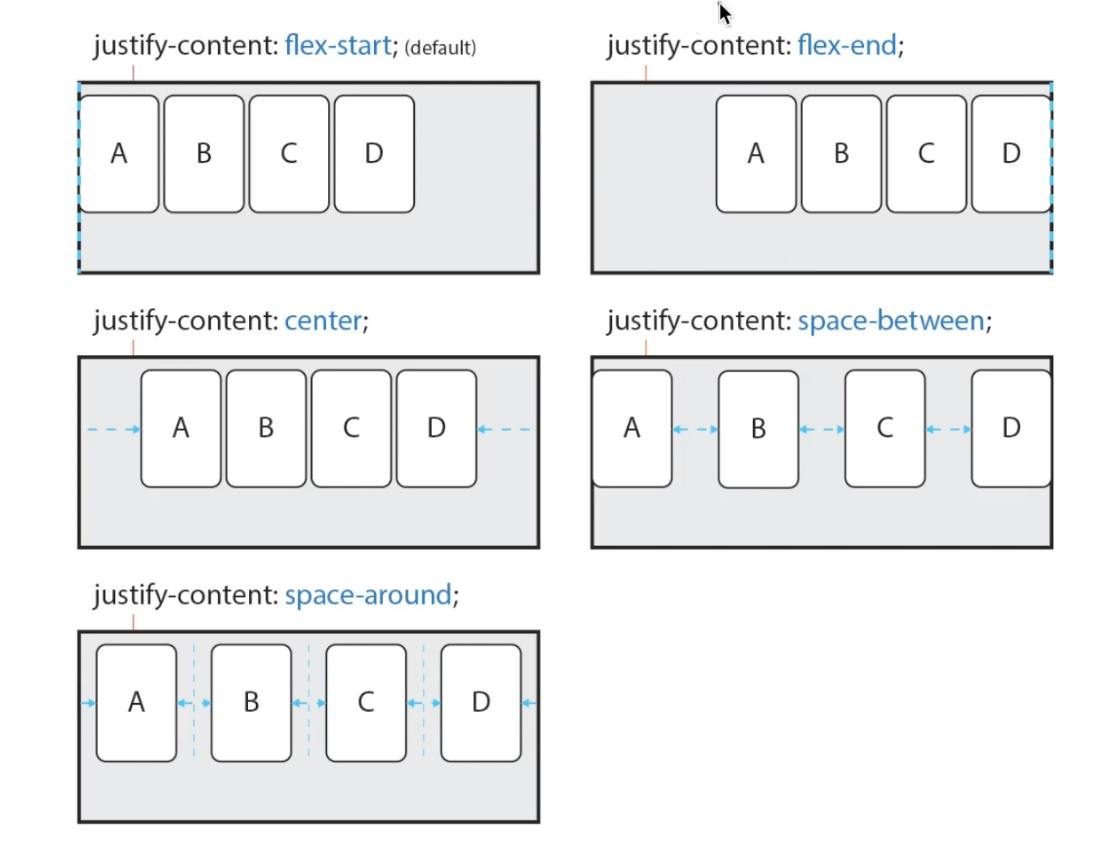 justify-content: flex-start; (default)
A B C D
justify-content: flex-end;
A B C D
justify-content: center;
A B C D
justify-content: space-between;
A B C D
justify-content: space-around;
A B C D